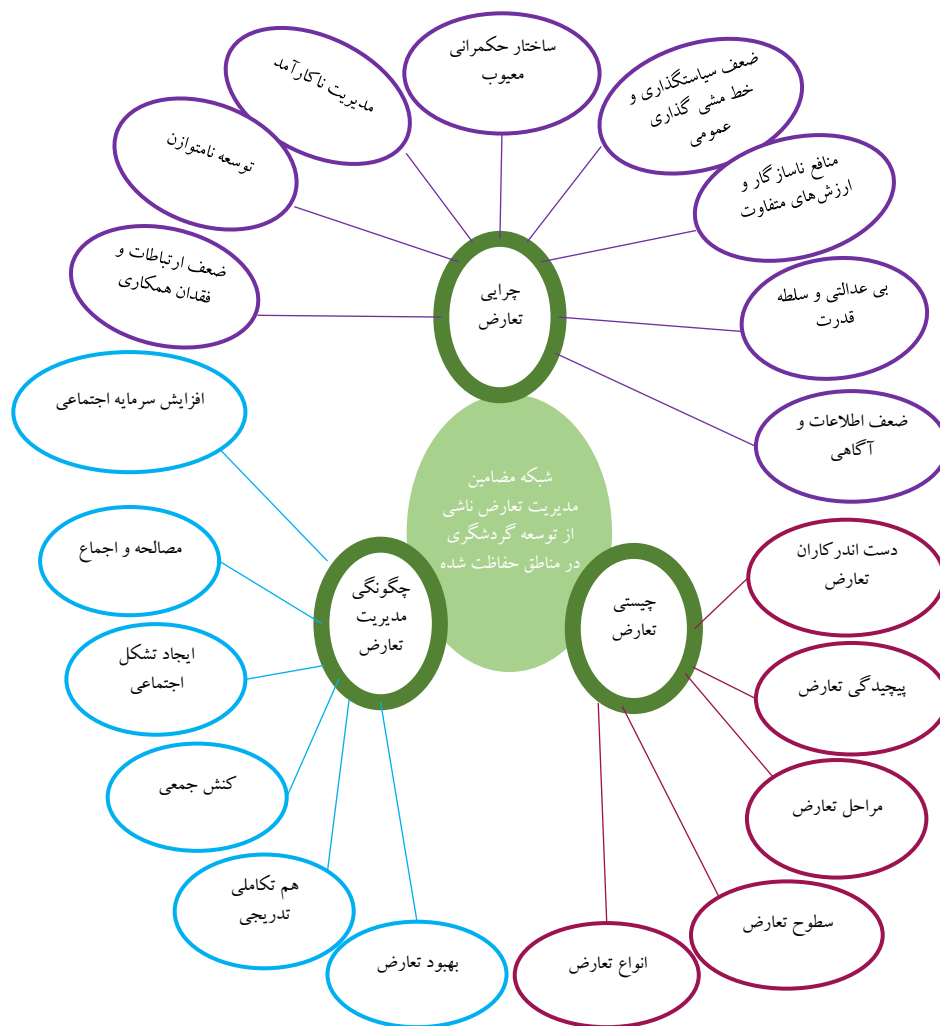 ساختار حکمرانی
معیوب
ضعف سیاستگذاری و
خط مشی گذاری
عمومی
مدیریت ناکارآمد
توسعه نامتوازن
منافع ناسازگار و
ارزش‌های متفاوت
ضعف ارتباطات و
فقدان همکاری
بی عدالتی و سلطه
قدرت
چرایی
تعارض
افزایش سرمایه اجتماعی
ضعف اطلاعات و
آگاهی
شبکه مضامین
مدیریت تعارض ناشی
از توسعه گردشگری
در مناطق حفاظت شده
مصالحه و اجماع
دست اندرکاران
تعارض
چگونگی
مدیریت
تعارض
چیستی
تعارض
ایجاد تشکل
اجتماعی
پیچیدگی تعارض
کنش جمعی
مراحل تعارض
هم تکاملی
تدریجی
سطوح تعارض
بهبود تعارض
انواع تعارض